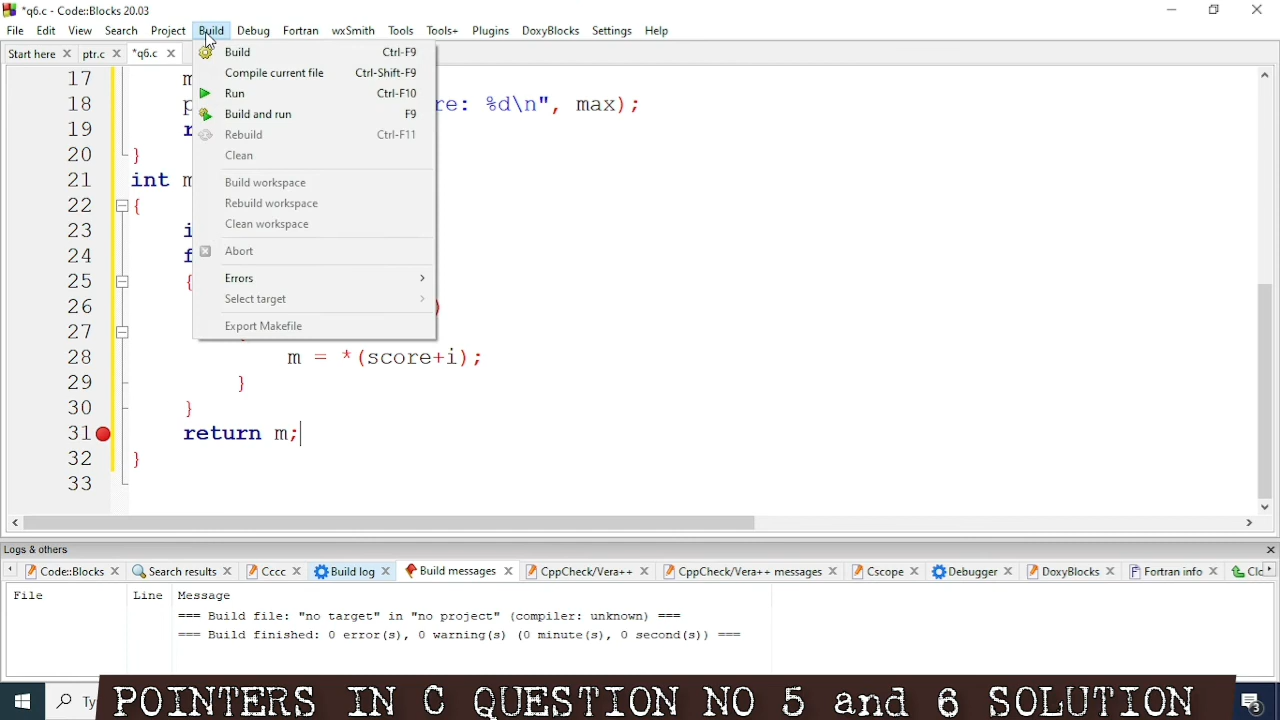 *q6.c - Code::Blocks 20.03
File Edit View Search Project Build Debug Fortran wxSmith Tools Tools+ Plugins DoxyBlocks Settings Help
Start here ptr.c *q6.c
Build Ctrl-F9
Compile current file Ctrl-Shift-F9
Run Ctrl-F10
Build and run F9
Rebuild Ctrl-F11
Clean
Build workspace
Rebuild workspace
Clean workspace
Abort
Errors
Select target
Export Makefile
17 m
18 re: %d\n", max);
19
20 }
21 int m
22 {
23 i
24 f
25 {
26 )
27
28 m = *(score+i);
29 }
30 }
31 return m;
32 }
33
Logs & others
Code::Blocks Search results Cccc Build log Build messages CppCheck/Vera++ CppCheck/Vera++ messages Cscope Debugger DoxyBlocks Fortran info Clo
File Line Message
=== Build file: "no target" in "no project" (compiler: unknown) ===
=== Build finished: 0 error(s), 0 warning(s) (0 minute(s), 0 second(s)) ===
Ty
POINTERS IN C QUESTION NO 5 and 6 SOLUTION
3